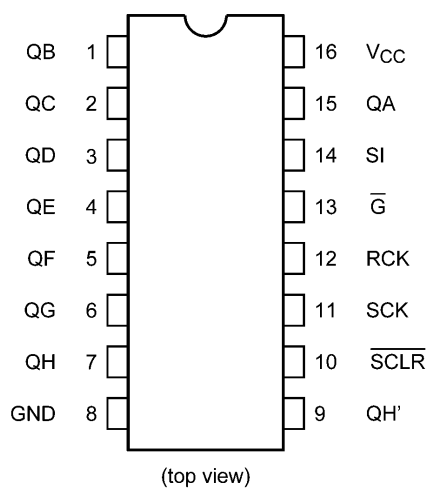 QB 1 16 VCC
QC 2 15 QA
QD 3 14 SI
QE 4 13 G̅
QF 5 12 RCK
QG 6 11 SCK
QH 7 10 S̅C̅L̅R̅
GND 8 9 QH’
(top view)